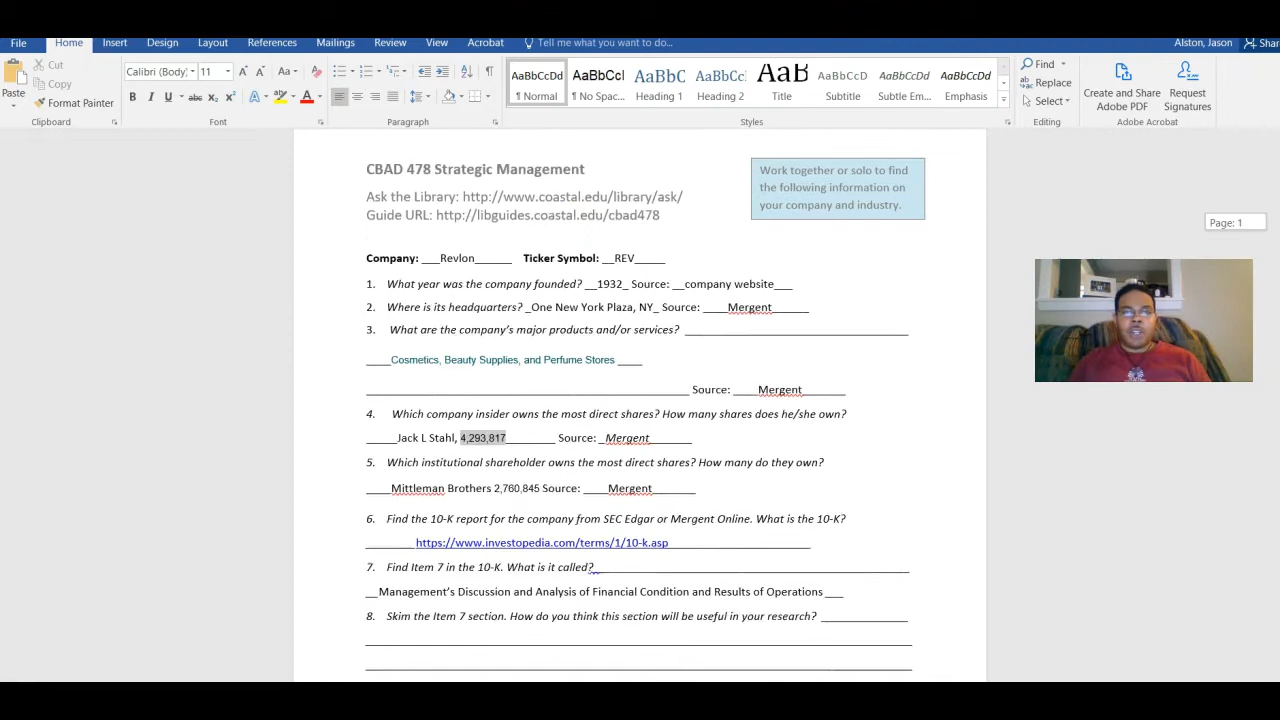 File Home Insert Design Layout References Mailings Review View Acrobat Tell me what you want to do... Alston, Jason Shar
Cut
Copy
Paste
Format Painter
Clipboard
Calibri (Body) 11
Font
Paragraph
AaBbCcDd AaBbCcI AaBbC AaBbCc AaB AaBbCcD AaBbCcDd AaBbCcDd
¶ Normal ¶ No Spac... Heading 1 Heading 2 Title Subtitle Subtle Em... Emphasis
Styles
Find
Replace
Select
Editing
Create and Share Adobe PDF
Request Signatures
Adobe Acrobat
CBAD 478 Strategic Management
Ask the Library: http://www.coastal.edu/library/ask/
Guide URL: http://libguides.coastal.edu/cbad478
Work together or solo to find
the following information on
your company and industry.
Page: 1
Company: ___Revlon______ Ticker Symbol: __REV_____
1. What year was the company founded? __1932_ Source: __company website___
2. Where is its headquarters? _One New York Plaza, NY_ Source: ____Mergent______
3. What are the company's major products and/or services? ______________________________
____Cosmetics, Beauty Supplies, and Perfume Stores ____
______________________________________________ Source: ____Mergent_______
4. Which company insider owns the most direct shares? How many shares does he/she own?
_____Jack L Stahl, 4,293,817________ Source: _Mergent_______
5. Which institutional shareholder owns the most direct shares? How many do they own?
____Mittleman Brothers 2,760,845 Source: ____Mergent_______
6. Find the 10-K report for the company from SEC Edgar or Mergent Online. What is the 10-K?
________https://www.investopedia.com/terms/1/10-k.asp_______________________
7. Find Item 7 in the 10-K. What is it called?__________________________________________
__Management's Discussion and Analysis of Financial Condition and Results of Operations ___
8. Skim the Item 7 section. How do you think this section will be useful in your research? ____________